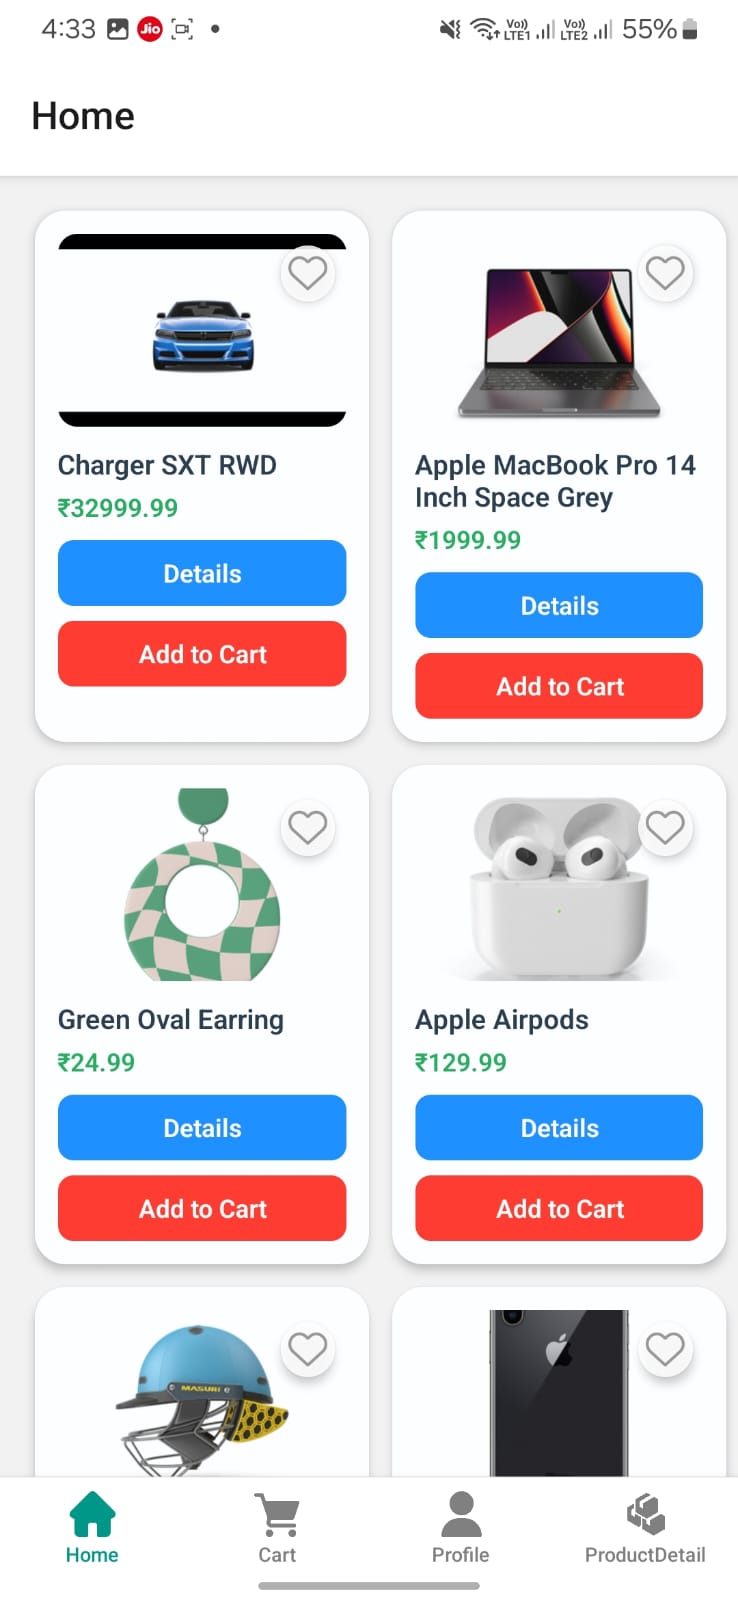 4:33 Jio Vo) LTE1 Vo) LTE2 55%
Home
Charger SXT RWD
₹32999.99
Details
Add to Cart
Apple MacBook Pro 14
Inch Space Grey
₹1999.99
Details
Add to Cart
Green Oval Earring
₹24.99
Details
Add to Cart
Apple Airpods
₹129.99
Details
Add to Cart
MASURI
Home
Cart
Profile
ProductDetail